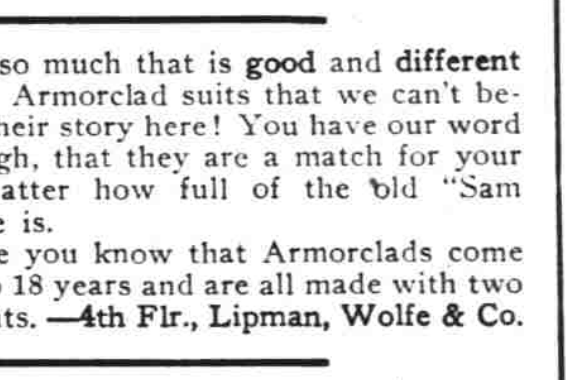 so much that is good and different
Armorclad suits that we can't be-
heir story here! You have our word
gh, that they are a match for your
atter how full of the old "Sam
e is.
e you know that Armorclads come
18 years and are all made with two
ts. —4th Flr., Lipman, Wolfe & Co.